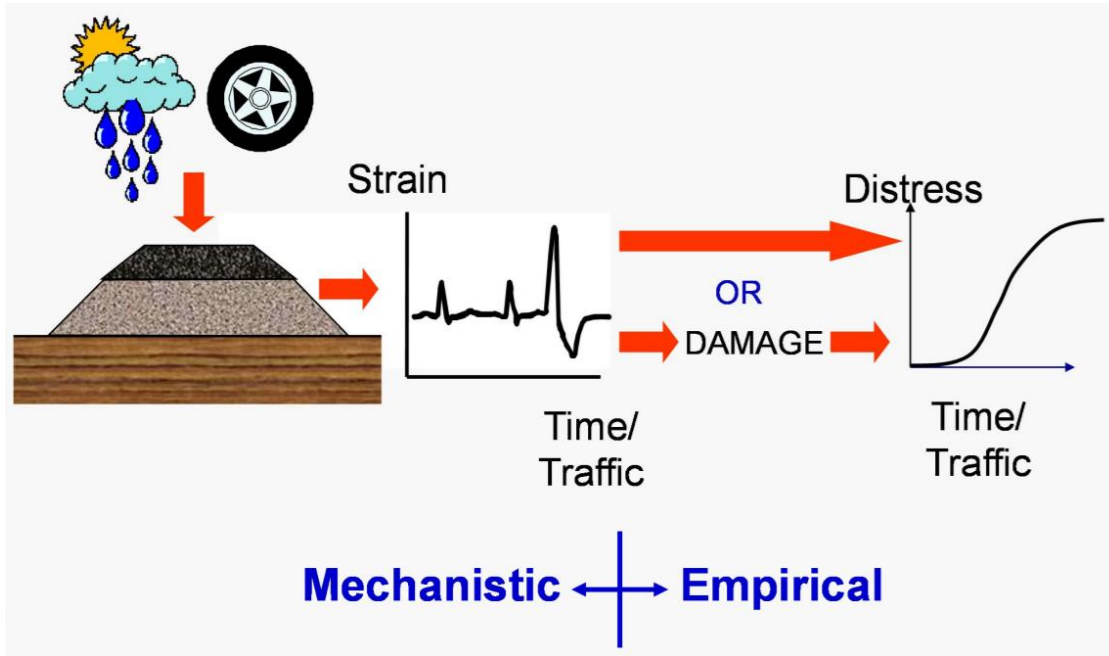 Strain
Distress
OR
DAMAGE
Time/
Traffic
Time/
Traffic
Mechanistic
Empirical